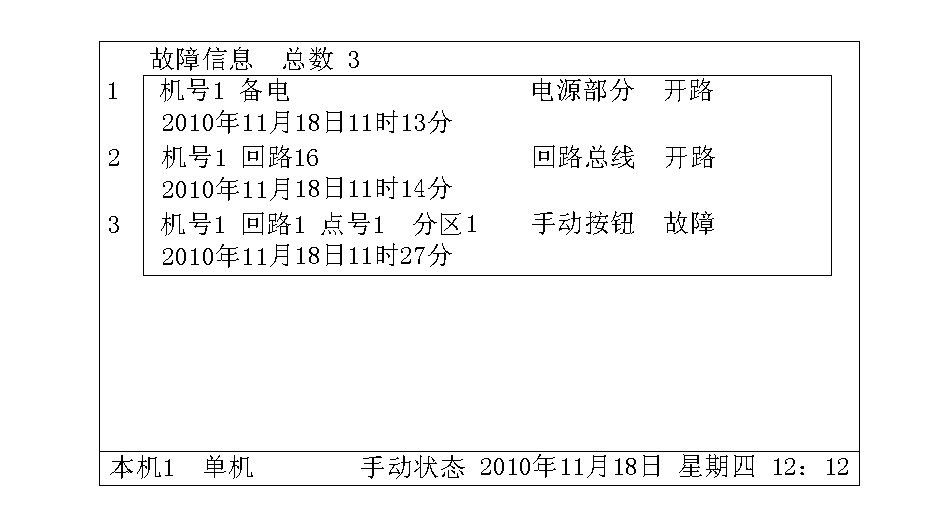 故障信息 总数 3
1 机号1 备电 电源部分 开路
2010年11月18日11时13分
2 机号1 回路16 回路总线 开路
2010年11月18日11时14分
3 机号1 回路1 点号1 分区1 手动按钮 故障
2010年11月18日11时27分
本机1 单机 手动状态 2010年11月18日 星期四 12：12